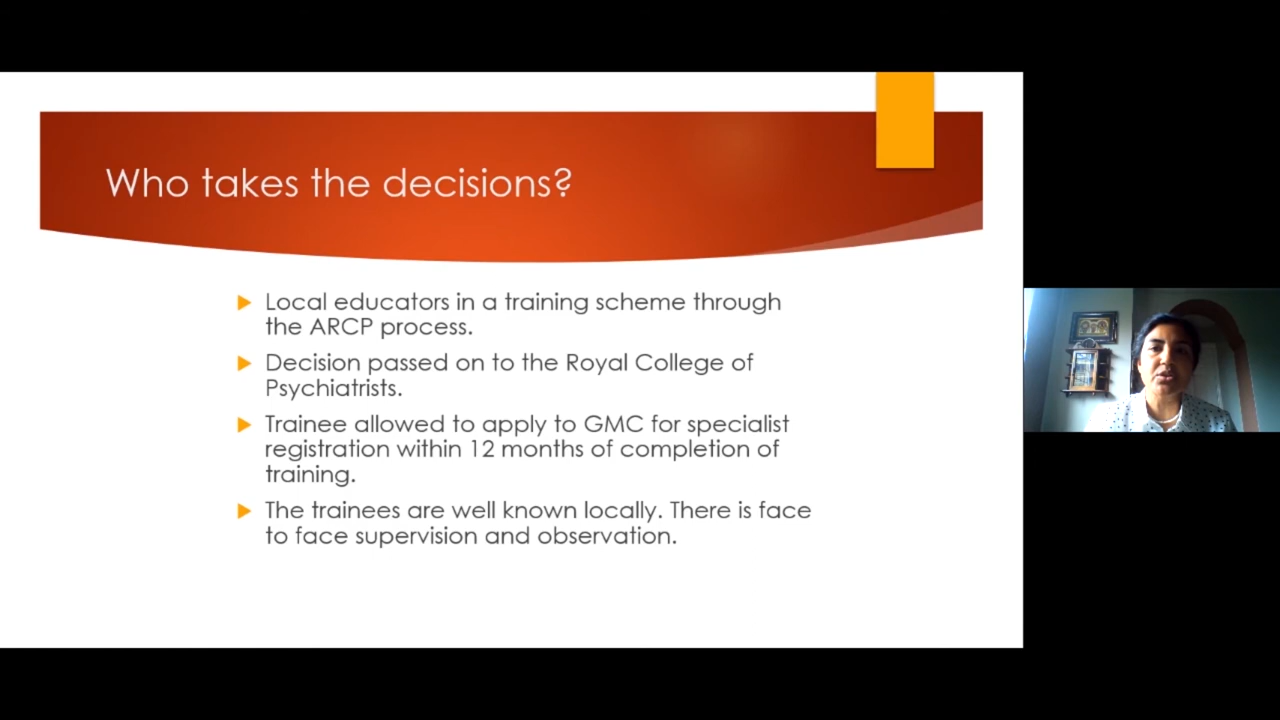 Who takes the decisions?
Local educators in a training scheme through
the ARCP process.
Decision passed on to the Royal College of
Psychiatrists.
Trainee allowed to apply to GMC for specialist
registration within 12 months of completion of
training.
The trainees are well known locally. There is face
to face supervision and observation.